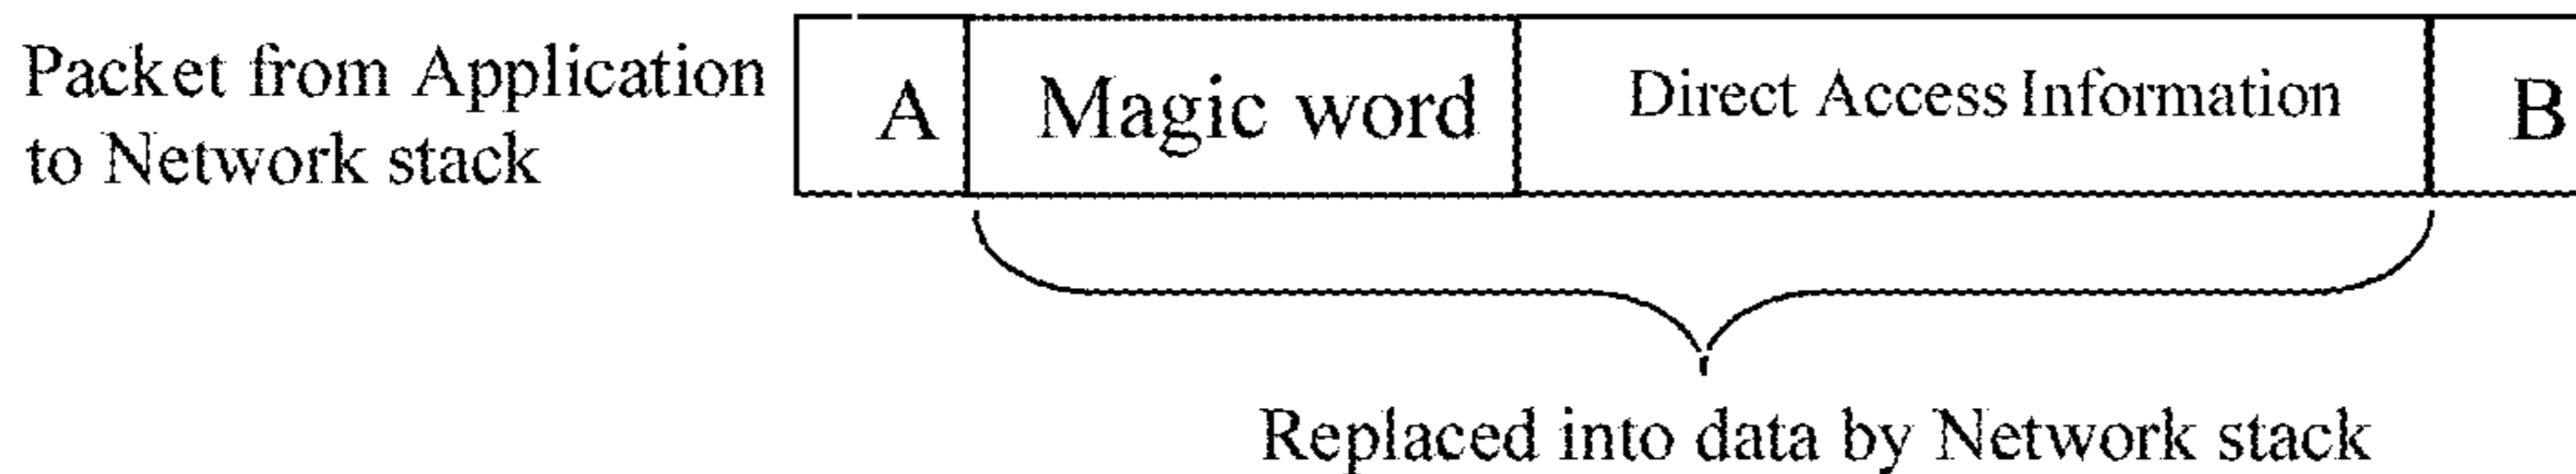 Packet from Application
to Network stack
A
Magic word
Direct Access Information
B
Replaced into data by Network stack